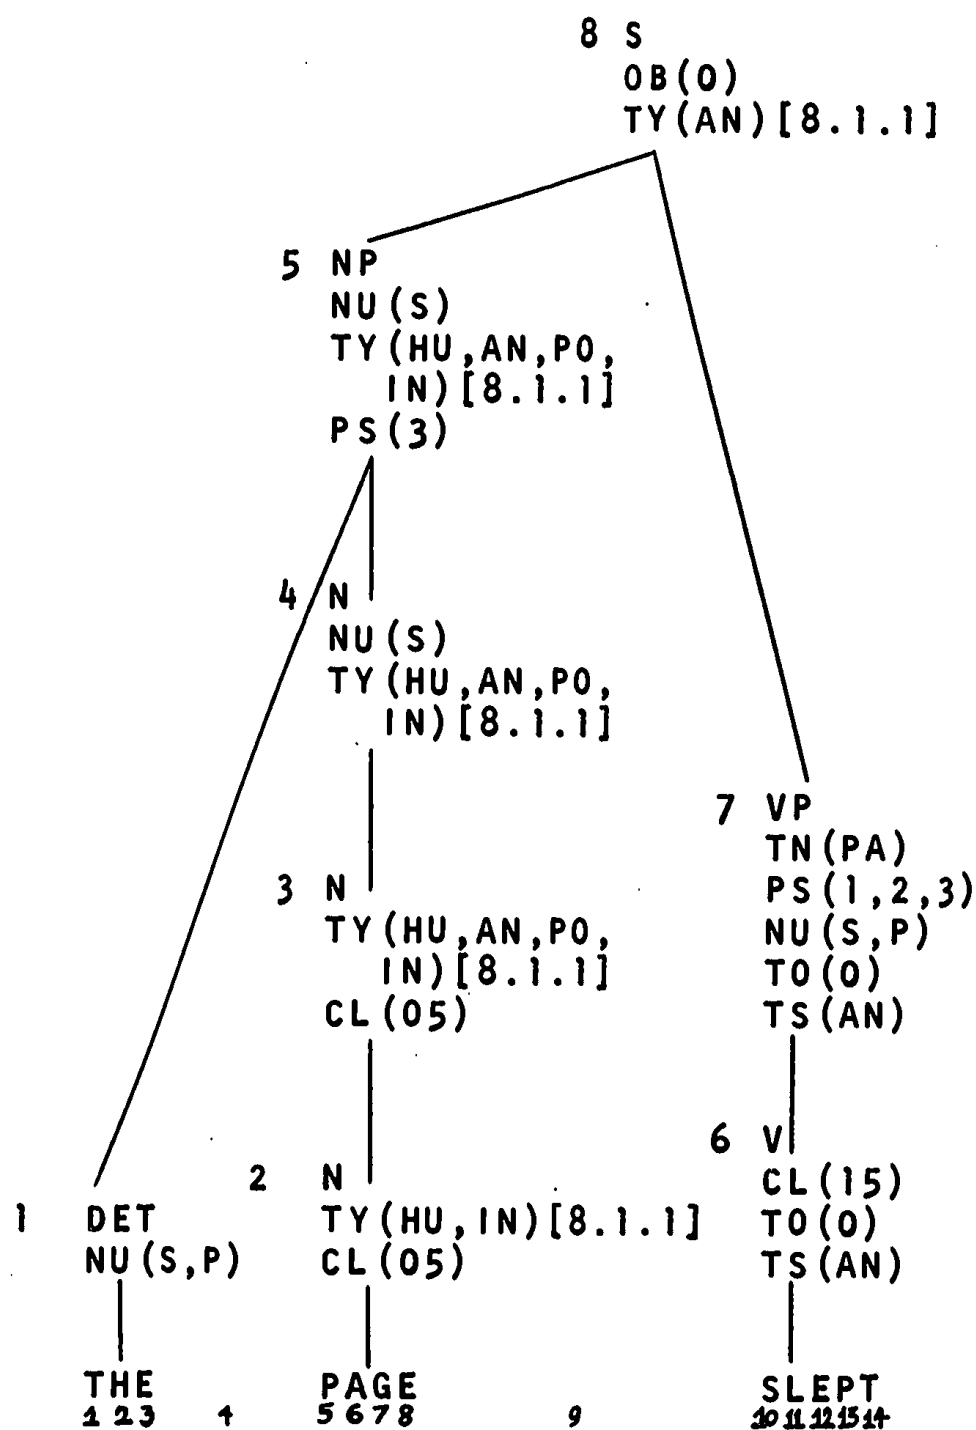 8 S
OB(O)
TY(AN)[8.1.1]
5 NP
NU(S)
TY(HU,AN,PO,
IN)[8.1.1]
PS(3)
4 N
NU(S)
TY(HU,AN,PO,
IN)[8.1.1]
3 N
TY(HU,AN,PO,
IN)[8.1.1]
CL(05)
7 VP
TN(PA)
PS(1,2,3)
NU(S,P)
TO(O)
TS(AN)
2 N
TY(HU,IN)[8.1.1]
CL(05)
6 V
CL(15)
TO(O)
TS(AN)
1 DET
NU(S,P)
THE PAGE SLEPT
1 2 3 4 5 6 7 8 9 10 11 12 13 14